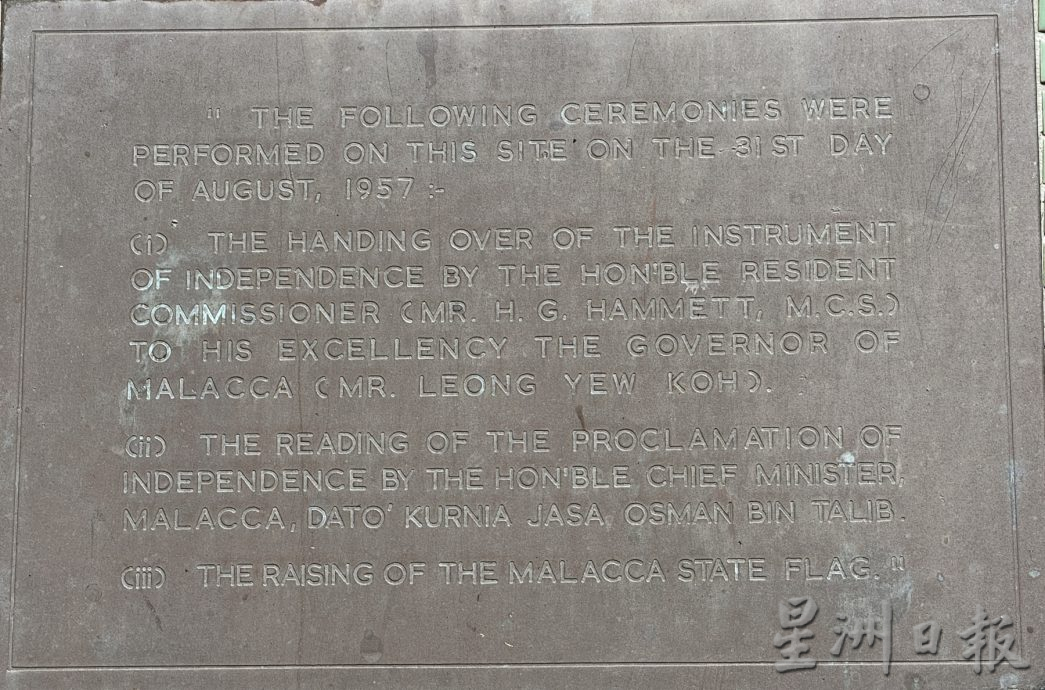 " THE FOLLOWING CEREMONIES WERE
PERFORMED ON THIS SITE ON THE 31 ST DAY
OF AUGUST, 1957 :-
(i) THE HANDING OVER OF THE INSTRUMENT
OF INDEPENDENCE BY THE HON'BLE RESIDENT
COMMISSIONER (MR. H. G. HAMMETT, M.C.S.)
TO HIS EXCELLENCY THE GOVERNOR OF
MALACCA (MR. LEONG YEW KOH).
(ii) THE READING OF THE PROCLAMATION OF
INDEPENDENCE BY THE HON'BLE CHIEF MINISTER,
MALACCA, DATO' KURNIA JASA OSMAN BIN TALIB.
(iii) THE RAISING OF THE MALACCA STATE FLAG. "
星洲日報